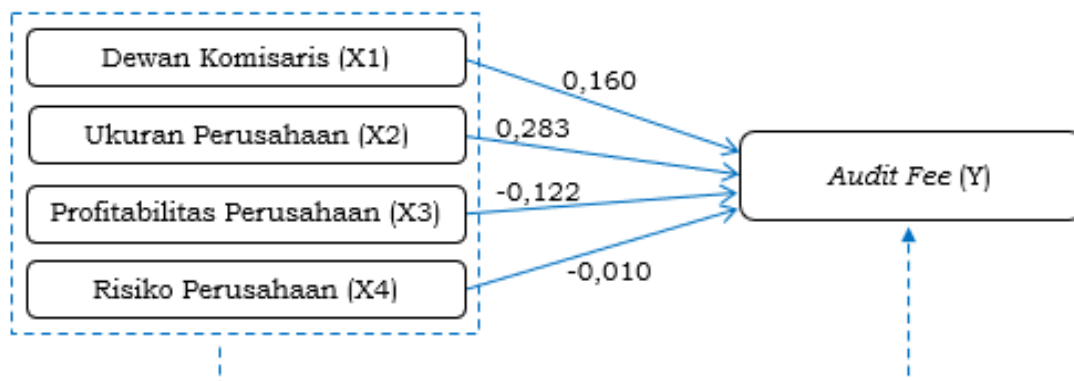 Dewan Komisaris (X1)
0,160
Ukuran Perusahaan (X2)
0,283
Audit Fee (Y)
Profitabilitas Perusahaan (X3)
-0,122
Risiko Perusahaan (X4)
-0,010